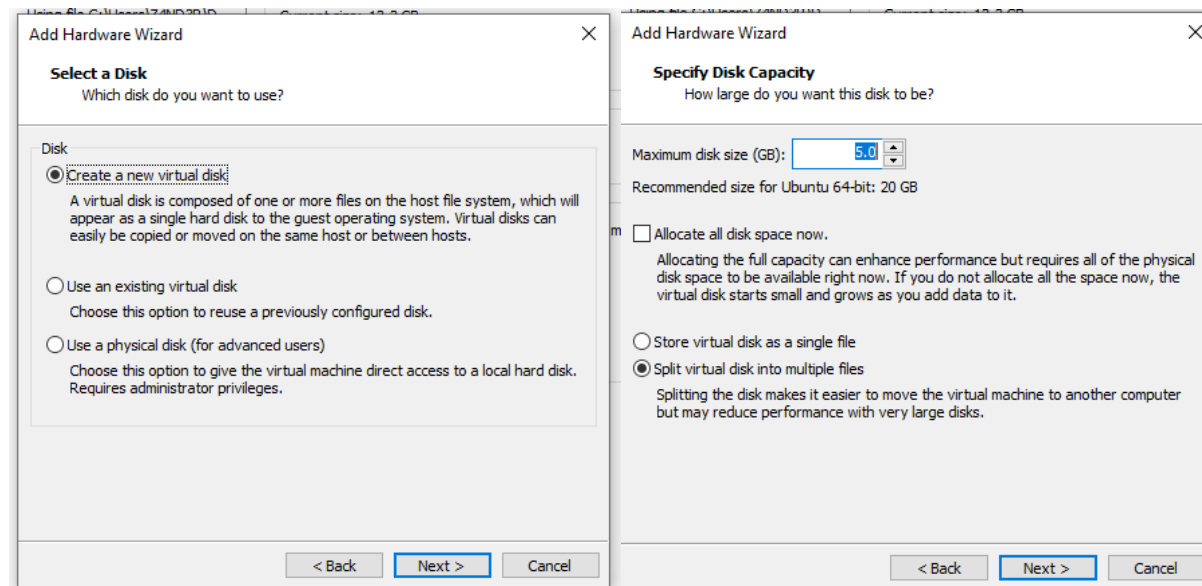 Add Hardware Wizard
Select a Disk
Which disk do you want to use?
Disk
Create a new virtual disk
A virtual disk is composed of one or more files on the host file system, which will
appear as a single hard disk to the guest operating system. Virtual disks can
easily be copied or moved on the same host or between hosts.
Use an existing virtual disk
Choose this option to reuse a previously configured disk.
Use a physical disk (for advanced users)
Choose this option to give the virtual machine direct access to a local hard disk.
Requires administrator privileges.
< Back Next > Cancel
Add Hardware Wizard
Specify Disk Capacity
How large do you want this disk to be?
Maximum disk size (GB): 5.0
Recommended size for Ubuntu 64-bit: 20 GB
Allocate all disk space now.
Allocating the full capacity can enhance performance but requires all of the physical
disk space to be available right now. If you do not allocate all the space now, the
virtual disk starts small and grows as you add data to it.
Store virtual disk as a single file
Split virtual disk into multiple files
Splitting the disk makes it easier to move the virtual machine to another computer
but may reduce performance with very large disks.
< Back Next > Cancel